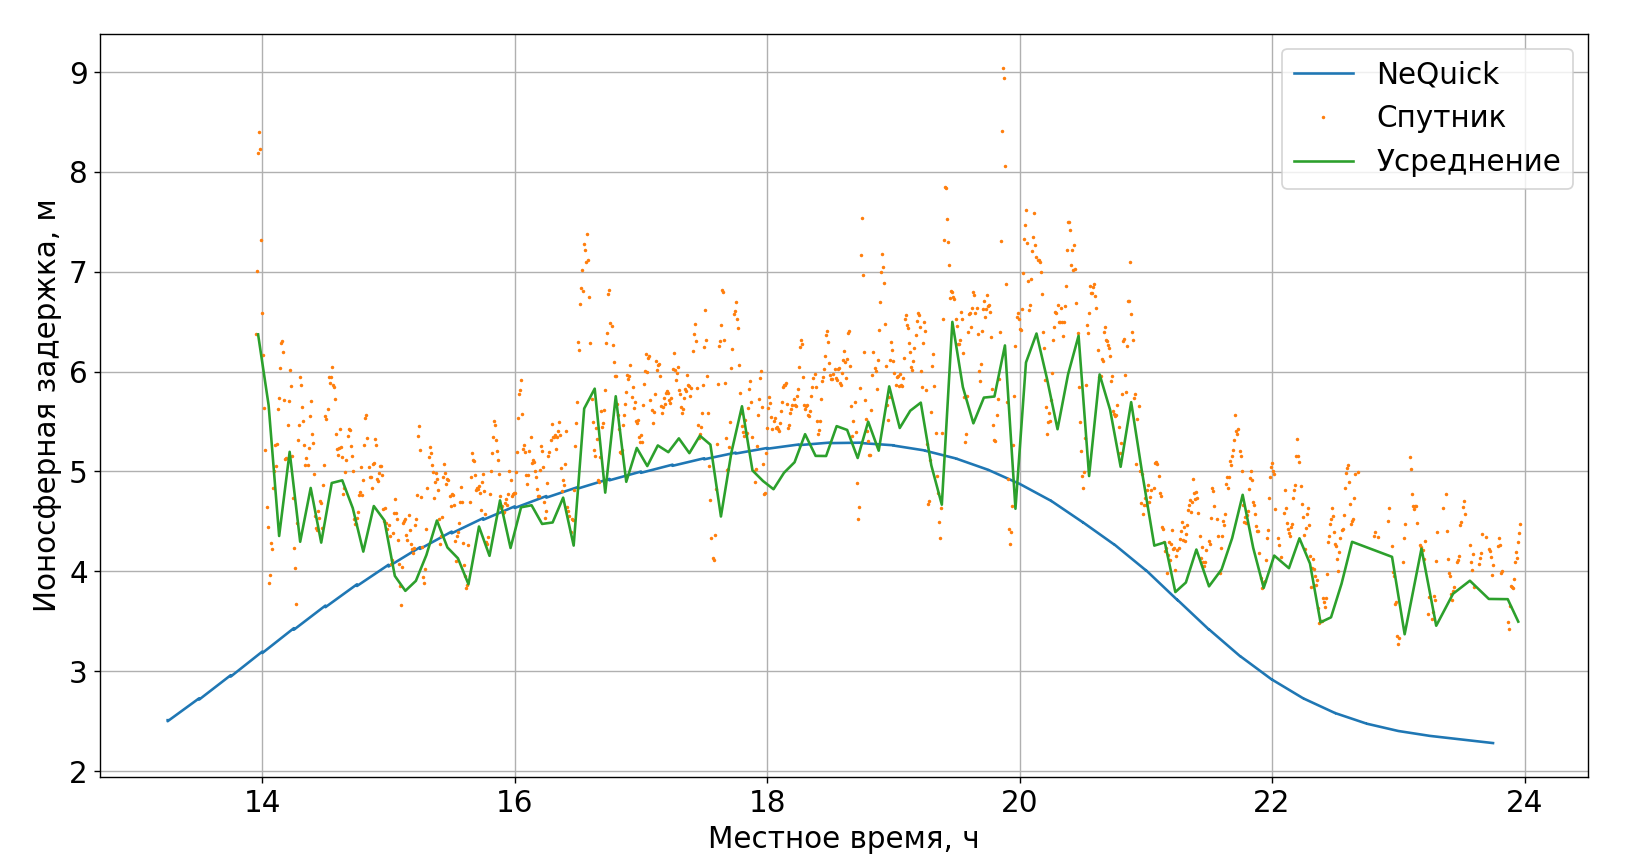 9
8
7
6
5
4
3
2
14 16 18 20 22 24
Ионосферная задержка, м
Местное время, ч
NeQuick
Спутник
Усреднение